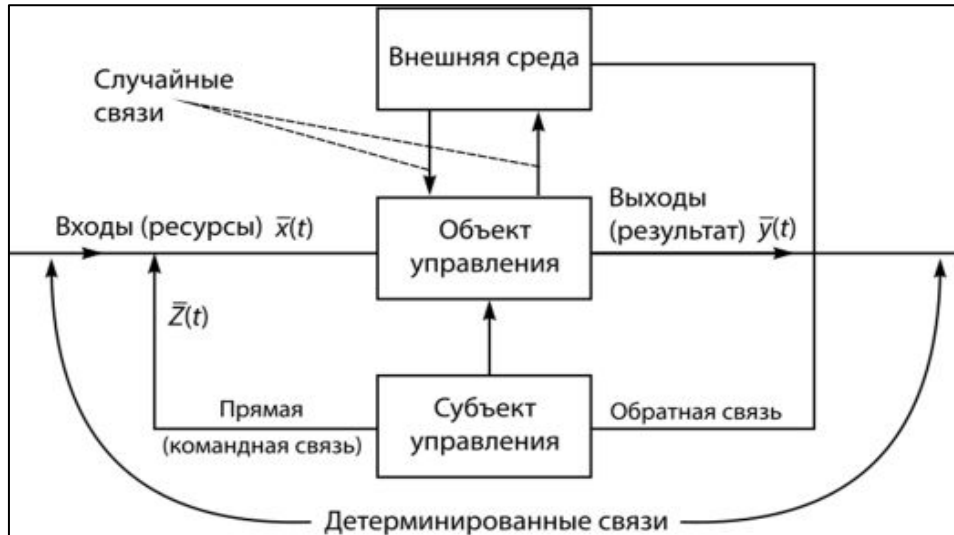 Внешняя среда
Случайные
связи
Входы (ресурсы) x̅(t)
Объект
управления
Выходы
(результат) y̅(t)
Z̅(t)
Прямая
(командная связь)
Субъект
управления
Обратная связь
Детерминированные связи